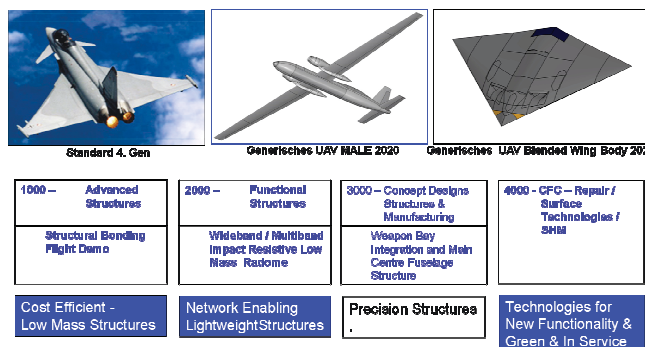 Standard 4. Gen
Generisches UAV MALE 2020
Generisches UAV Blended Wing Body 202
1000 – Advanced
Structures
Structural Bonding
Flight Demo
2000 – Functional
Structures
Wideband / Multiband
Impact Resistive Low
Mass Radome
3000 – Concept Designs
Structures &
Manufacturing
Weapon Bay
Integration and Main
Centre Fuselage
Structure
4000 - CFC – Repair /
Surface
Technologies /
SHM
Cost Efficient -
Low Mass Structures
Network Enabling
LightweightStructures
Precision Structures
.
Technologies for
New Functionality &
Green & In Service